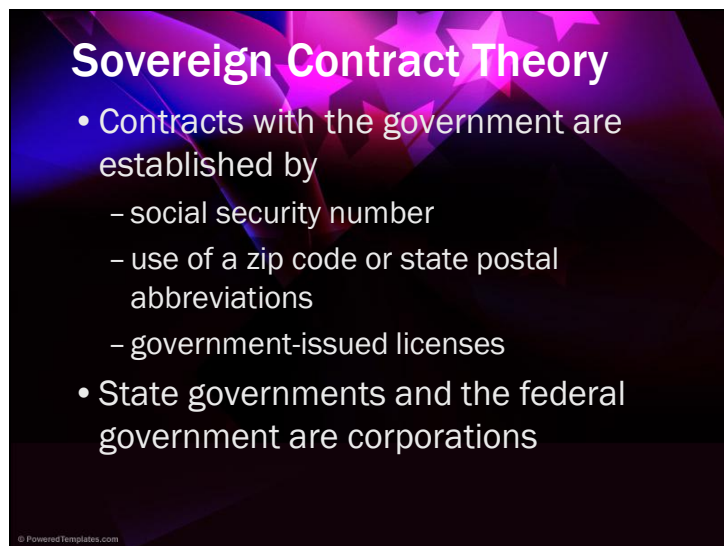 Sovereign Contract Theory
• Contracts with the government are
established by
– social security number
– use of a zip code or state postal
abbreviations
– government-issued licenses
• State governments and the federal
government are corporations
© PoweredTemplates.com